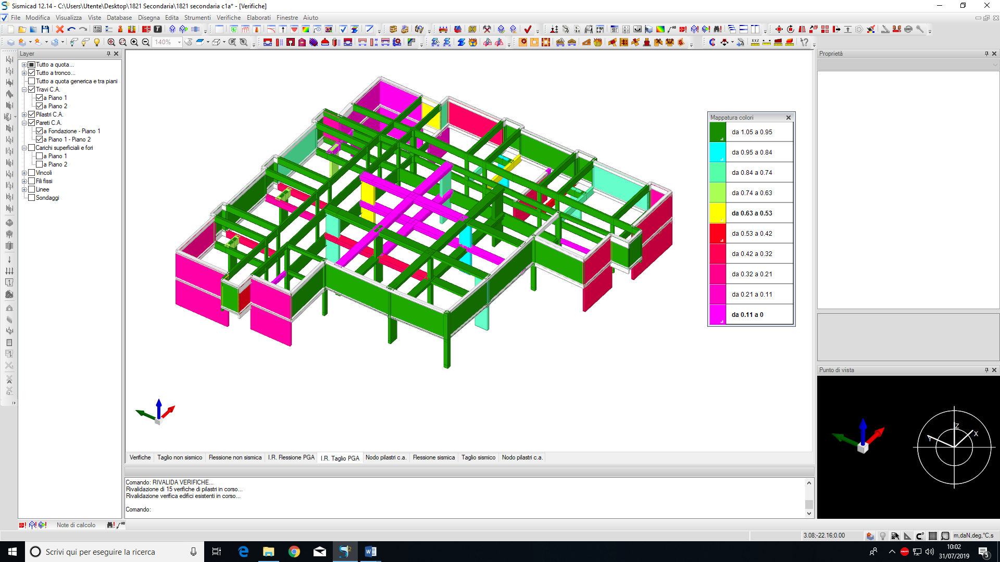 Sismicad 12.14 - C:\Users\Utente\Desktop\1821 Secondaria\1821 secondaria c1a* - [Verifiche]
File Modifica Visualizza Viste Database Disegna Edita Strumenti Verifiche Elaborati Finestre Aiuto
140%
Layer
Tutto a quota...
Tutto a tronco...
Tutto a quota generica e tra piani
Travi C.A.
a Piano 1
a Piano 2
Pilastri C.A.
Pareti C.A.
a Fondazione - Piano 1
a Piano 1 - Piano 2
Carichi superficiali e fori
a Piano 1
a Piano 2
Vincoli
Fili fissi
Linee
Sondaggi
Mappatura colori
da 1.05 a 0.95
da 0.95 a 0.84
da 0.84 a 0.74
da 0.74 a 0.63
da 0.63 a 0.53
da 0.53 a 0.42
da 0.42 a 0.32
da 0.32 a 0.21
da 0.21 a 0.11
da 0.11 a 0
Proprietà
Punto di vista
Z
X
Y
Verifiche Taglio non sismico Flessione non sismica I.R. Flessione PGA I.R. Taglio PGA Nodo pilastri c.a. Flessione sismica Taglio sismico Nodo pilastri c.a.
Comando: RIVALIDA VERIFICHE...
Rivalidazione di 15 verifiche di pilastri in corso...
Rivalidazione verifica edifici esistenti in corso...
Comando:
Note di calcolo
3.08;-22.16;0.00
m,daN,deg,°C,s
Scrivi qui per eseguire la ricerca
10:02
31/07/2019
5